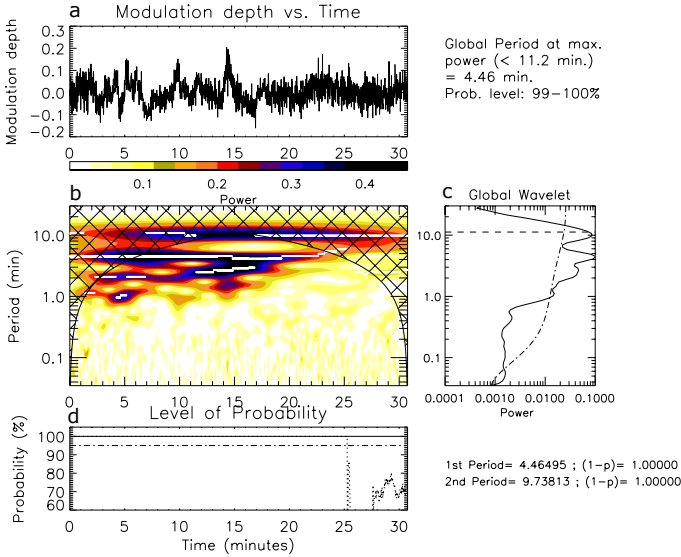 a Modulation depth vs. Time
Modulation depth
0.3
0.2
0.1
0.0
−0.1
−0.2
0 5 10 15 20 25 30
Global Period at max.
power (< 11.2 min.)
= 4.46 min.
Prob. level: 99−100%
0.1 0.2 0.3 0.4
Power
b
Period (min)
10.0
1.0
0.1
0 5 10 15 20 25 30
c Global Wavelet
10.0
1.0
0.1
0.0001 0.0010 0.0100 0.1000
Power
d Level of Probability
Probability (%)
100
90
80
70
60
0 5 10 15 20 25 30
Time (minutes)
1st Period= 4.46495 ; (1-p)= 1.00000
2nd Period= 9.73813 ; (1-p)= 1.00000